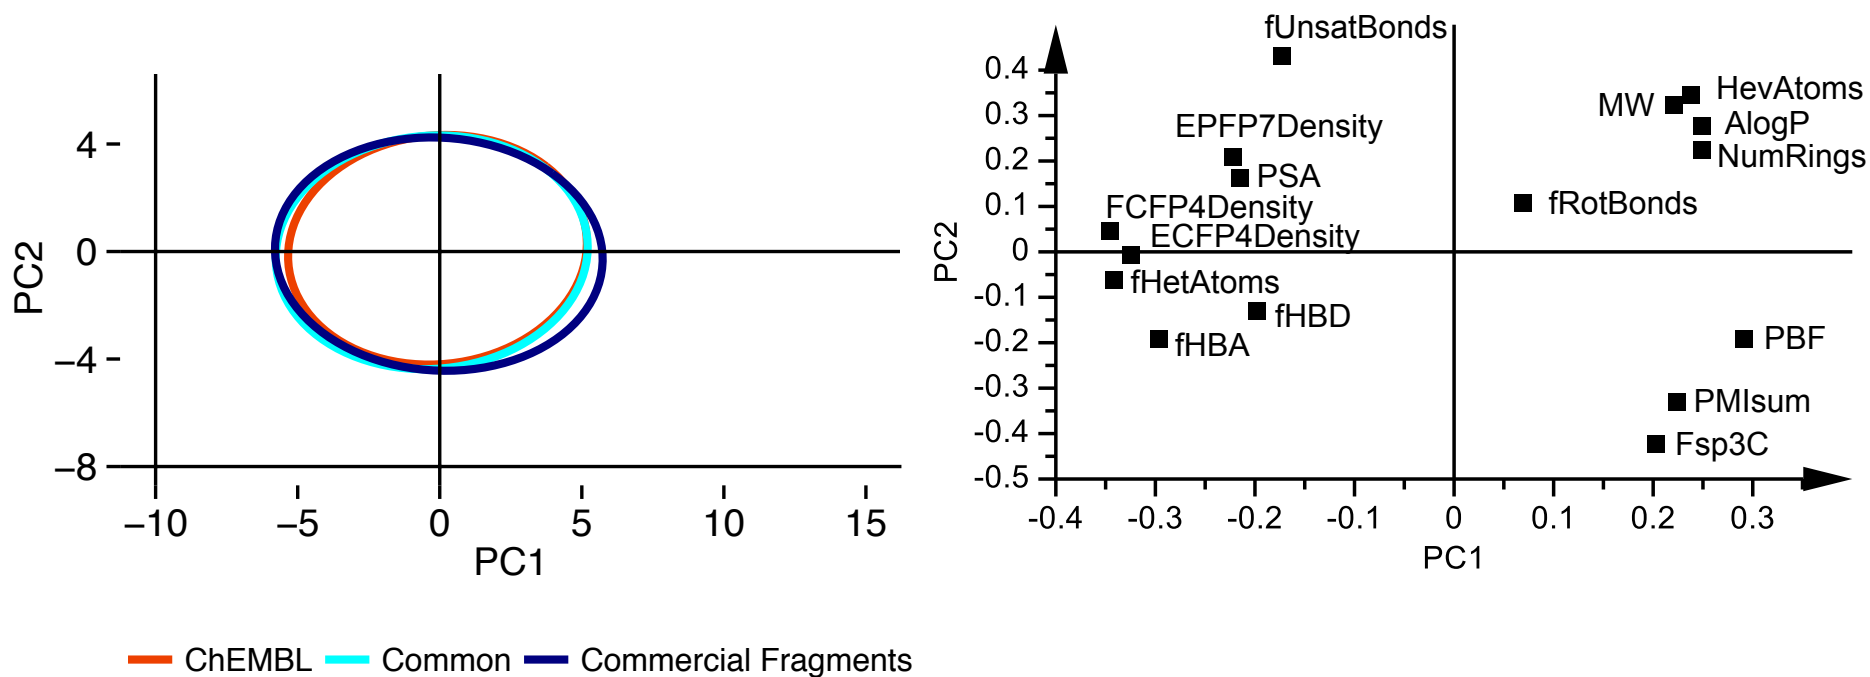 4
0
−4
−8
PC2
−10 −5 0 5 10 15
PC1
ChEMBL Common Commercial Fragments
fUnsatBonds
0.4
HevAtoms
MW
0.3
AlogP
EPFP7Density
NumRings
0.2
PSA
fRotBonds
0.1
FCFP4Density
ECFP4Density
0
PC2
fHetAtoms
-0.1
fHBD
-0.2
fHBA
PBF
-0.3
PMIsum
-0.4
Fsp3C
-0.5
-0.4 -0.3 -0.2 -0.1 0 0.1 0.2 0.3
PC1